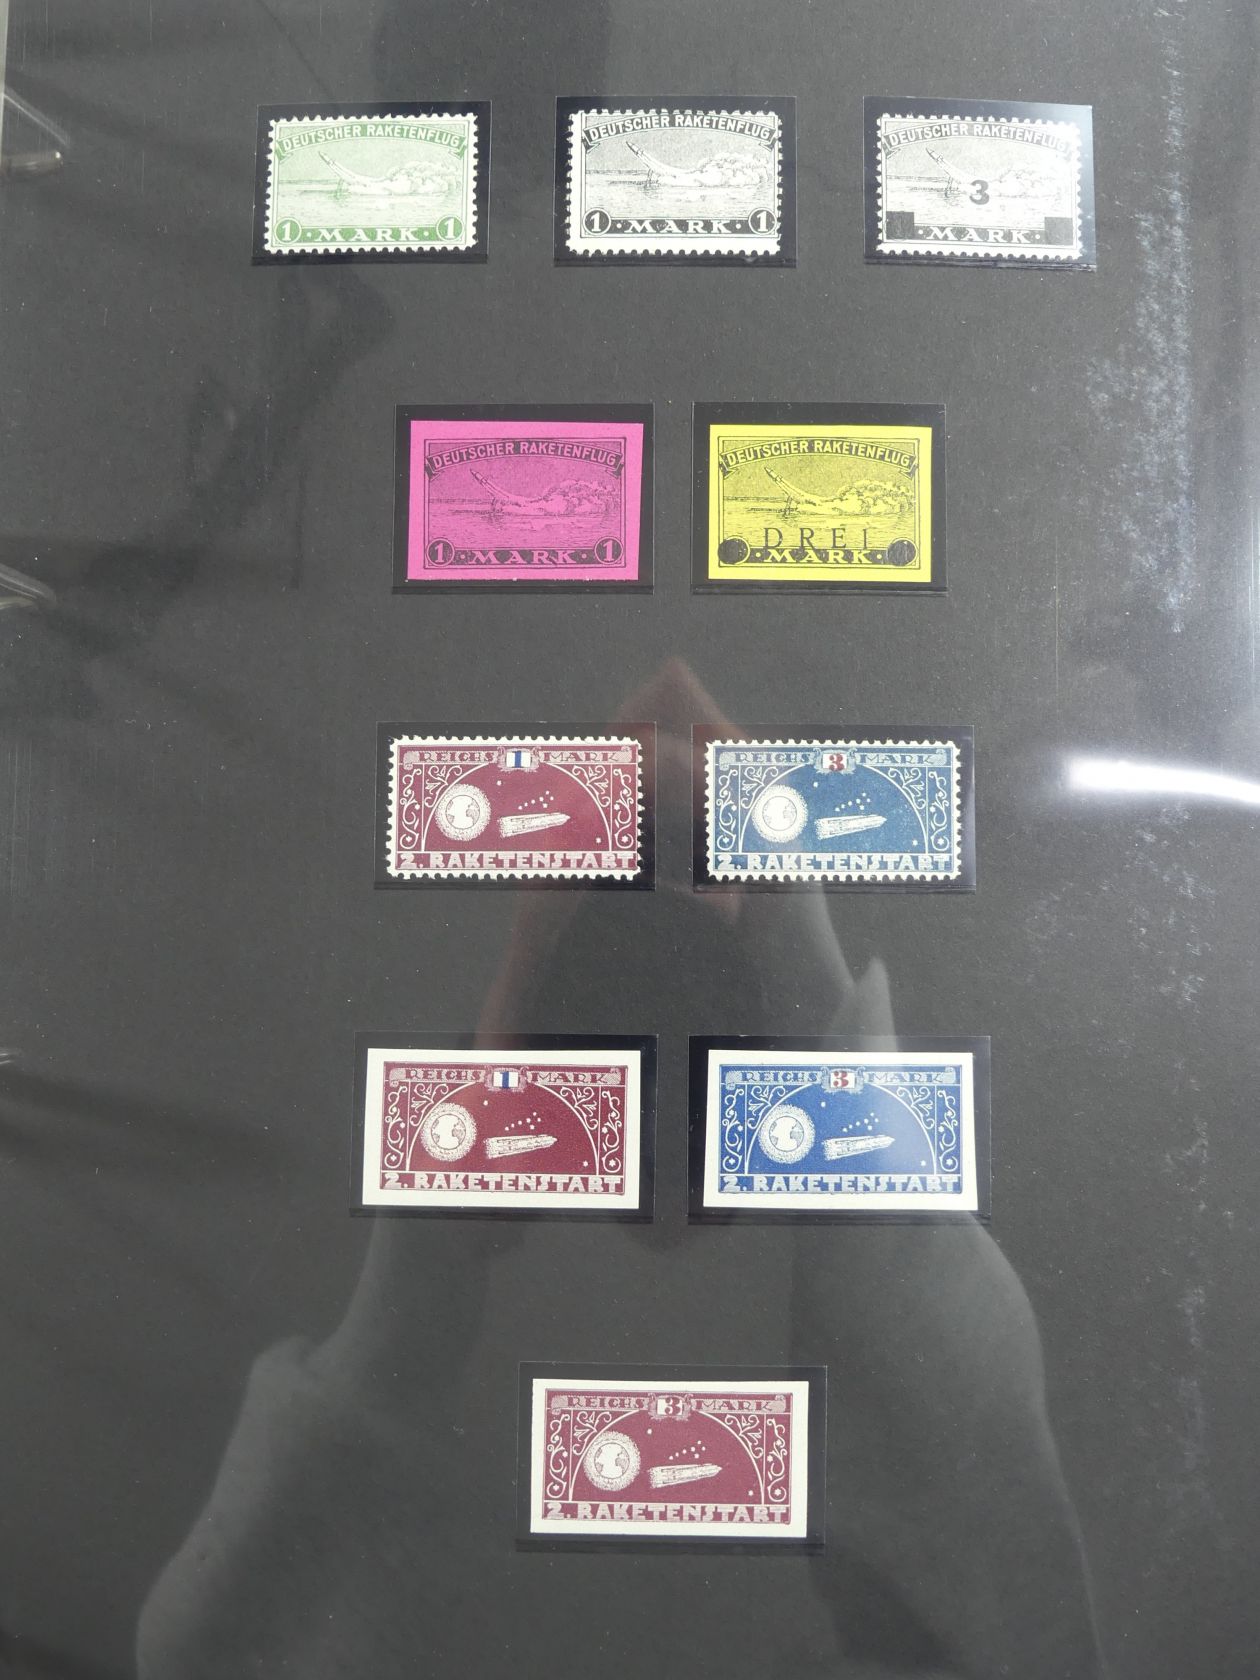 DEUTSCHER RAKETENFLUG
1 · MARK · 1
DEUTSCHER RAKETENFLUG
1 · MARK · 1
DEUTSCHER RAKETENFLUG
3
· MARK ·
DEUTSCHER RAKETENFLUG
1 · MARK · 1
DEUTSCHER RAKETENFLUG
DREI
· MARK ·
REICHS 1 MARK
2. RAKETENSTART
REICHS 3 MARK
2. RAKETENSTART
REICHS 1 MARK
2. RAKETENSTART
REICHS 3 MARK
2. RAKETENSTART
REICHS 3 MARK
2. RAKETENSTART